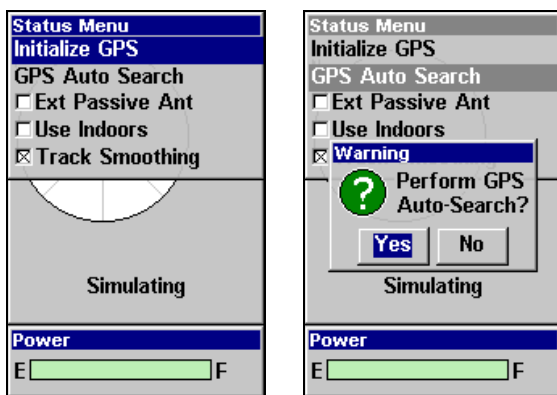 Status Menu
Initialize GPS
GPS Auto Search
Ext Passive Ant
Use Indoors
Track Smoothing
Simulating
Power
E F
Status Menu
Initialize GPS
GPS Auto Search
Ext Passive Ant
Use Indoors
Warning
Perform GPS
Auto-Search?
Yes No
Simulating
Power
E F